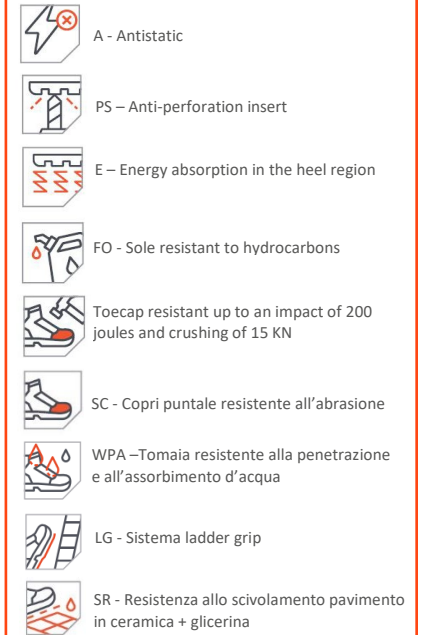 A - Antistatic
PS – Anti-perforation insert
E – Energy absorption in the heel region
FO - Sole resistant to hydrocarbons
Toecap resistant up to an impact of 200
joules and crushing of 15 KN
SC - Copri puntale resistente all’abrasione
WPA –Tomaia resistente alla penetrazione
e all’assorbimento d’acqua
LG - Sistema ladder grip
SR - Resistenza allo scivolamento pavimento
in ceramica + glicerina